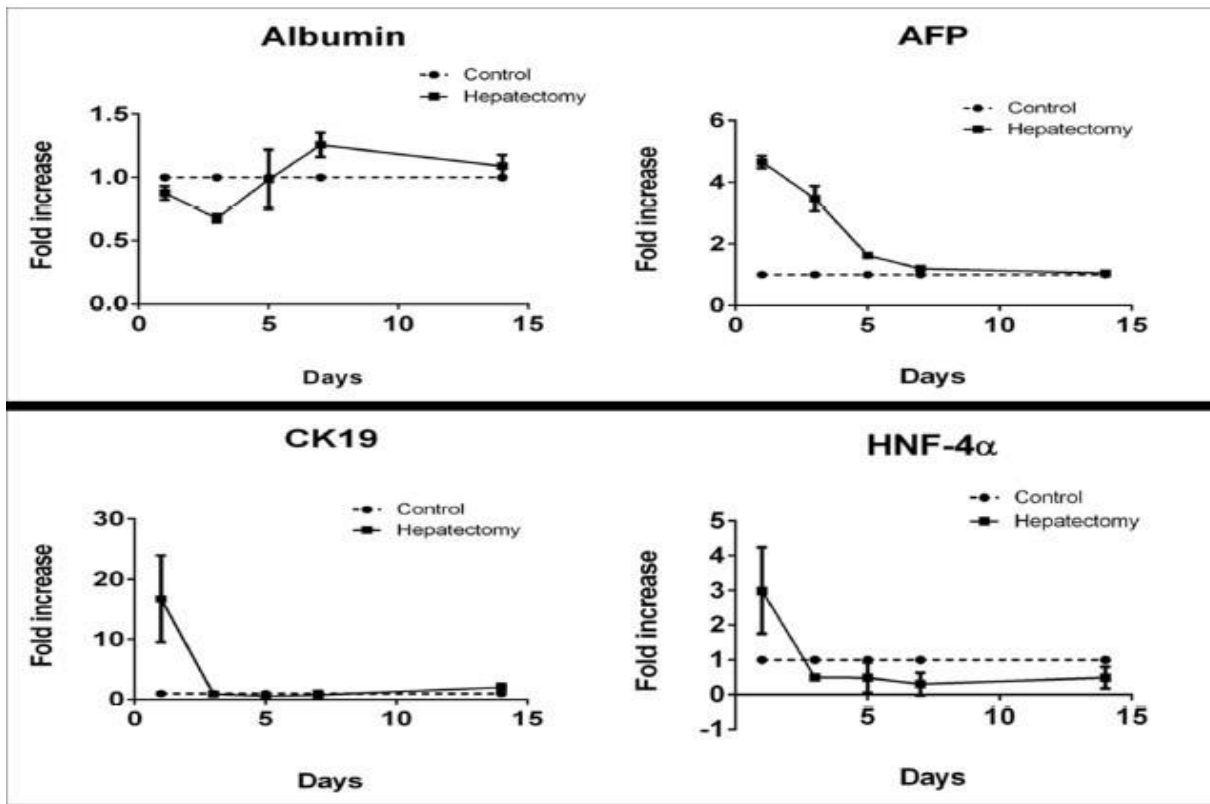 Albumin
Control
Hepatectomy
1.5
1.0
0.5
0.0
Fold increase
0 5 10 15
Days
AFP
Control
Hepatectomy
6
4
2
0
Fold increase
0 5 10 15
Days
CK19
Control
Hepatectomy
30
20
10
0
Fold increase
0 5 10 15
Days
HNF-4α
Control
Hepatectomy
5
4
3
2
1
0
-1
Fold increase
5 10 15
Days